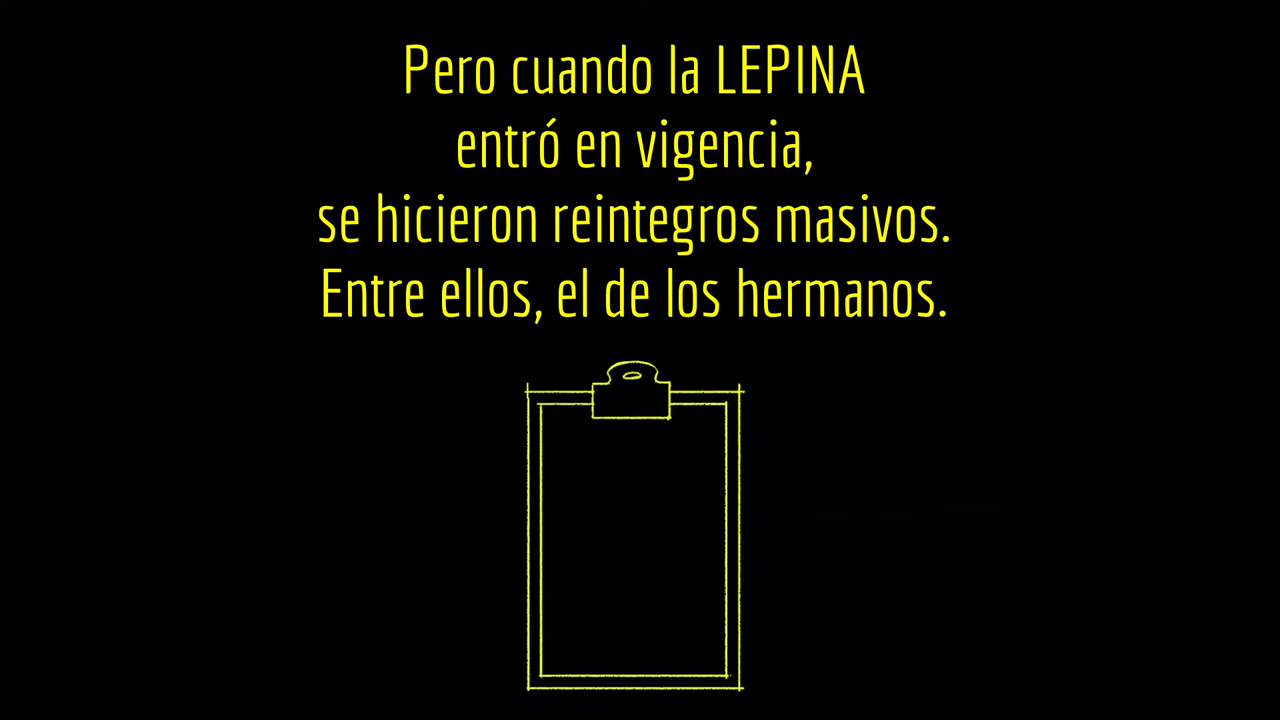 Pero cuando la LEPINA
entró en vigencia,
se hicieron reintegros masivos.
Entre ellos, el de los hermanos.